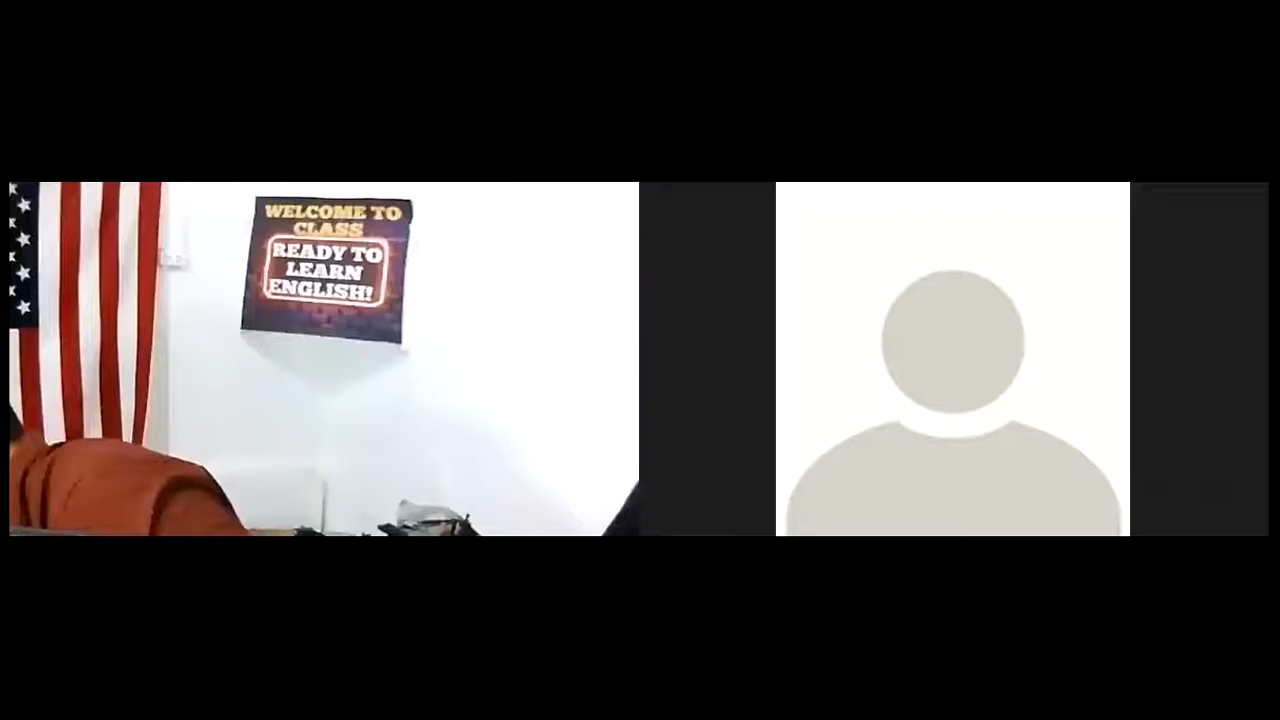 WELCOME TO
CLASS
READY TO
LEARN
ENGLISH!